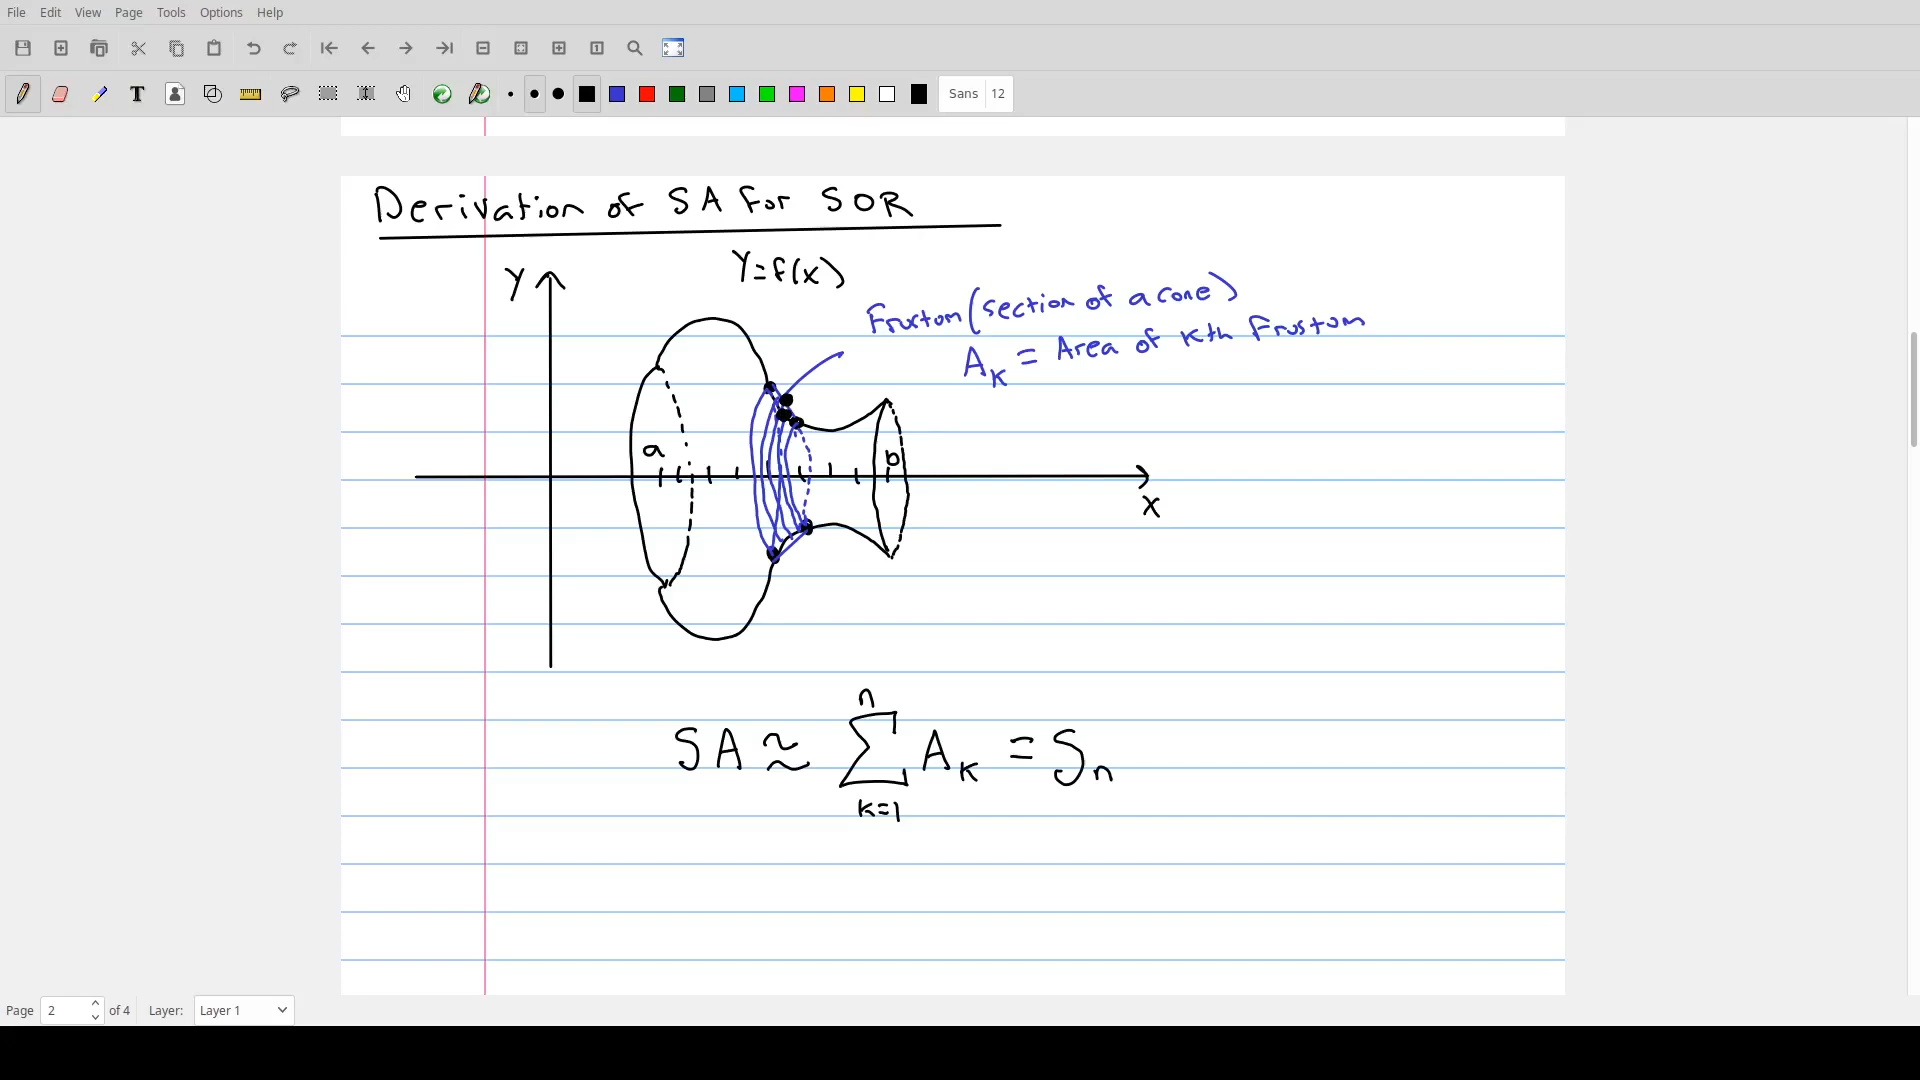 File Edit View Page Tools Options Help
Sans 12
Derivation of SA for SOR
Y
Y=f(x)
Frustom (section of a cone)
A_k = Area of kth Frustom
a
b
X
n
SA ≈ ∑ A_k = S_n
k=1
Page 2 of 4 Layer: Layer 1